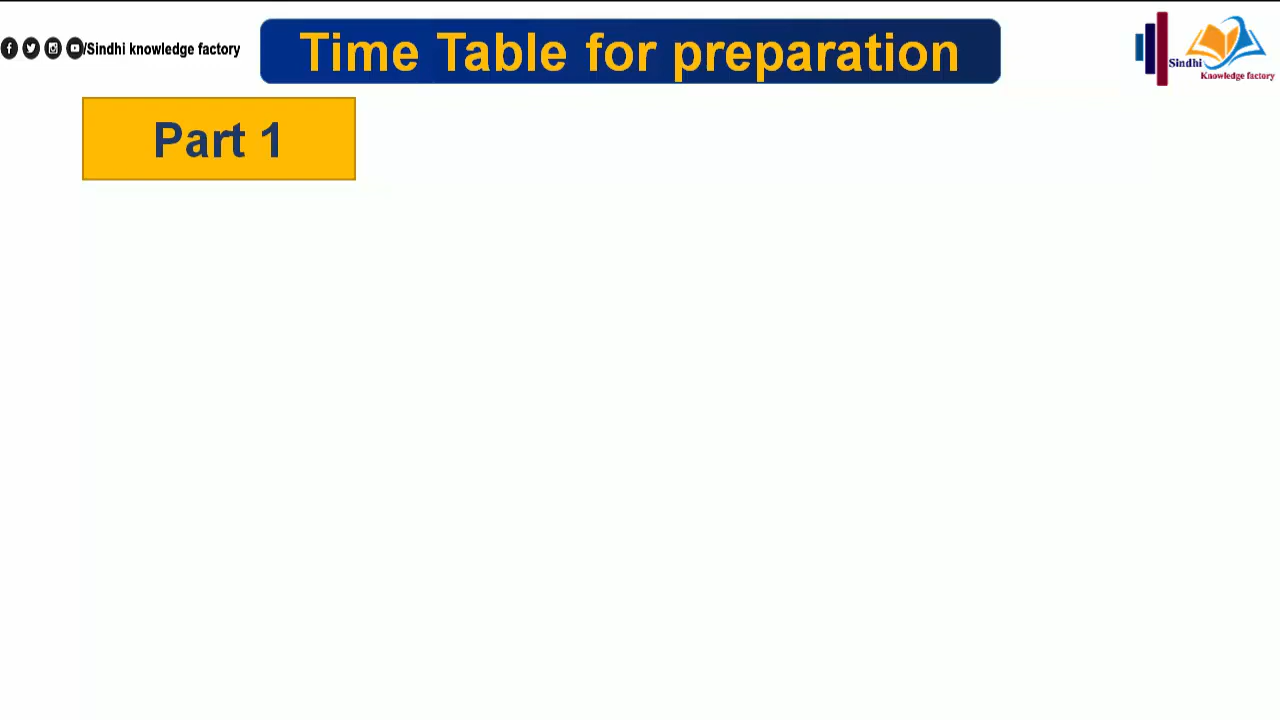 /Sindhi knowledge factory
Time Table for preparation
Sindhi
Knowledge factory
Part 1